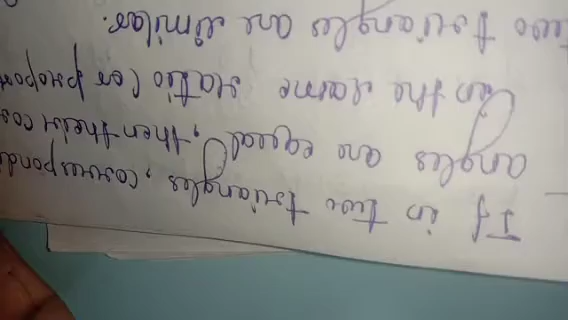 If in two triangles, correspond
angles are equal, then their cor
in the same ratio (or propor
two triangles are similar.